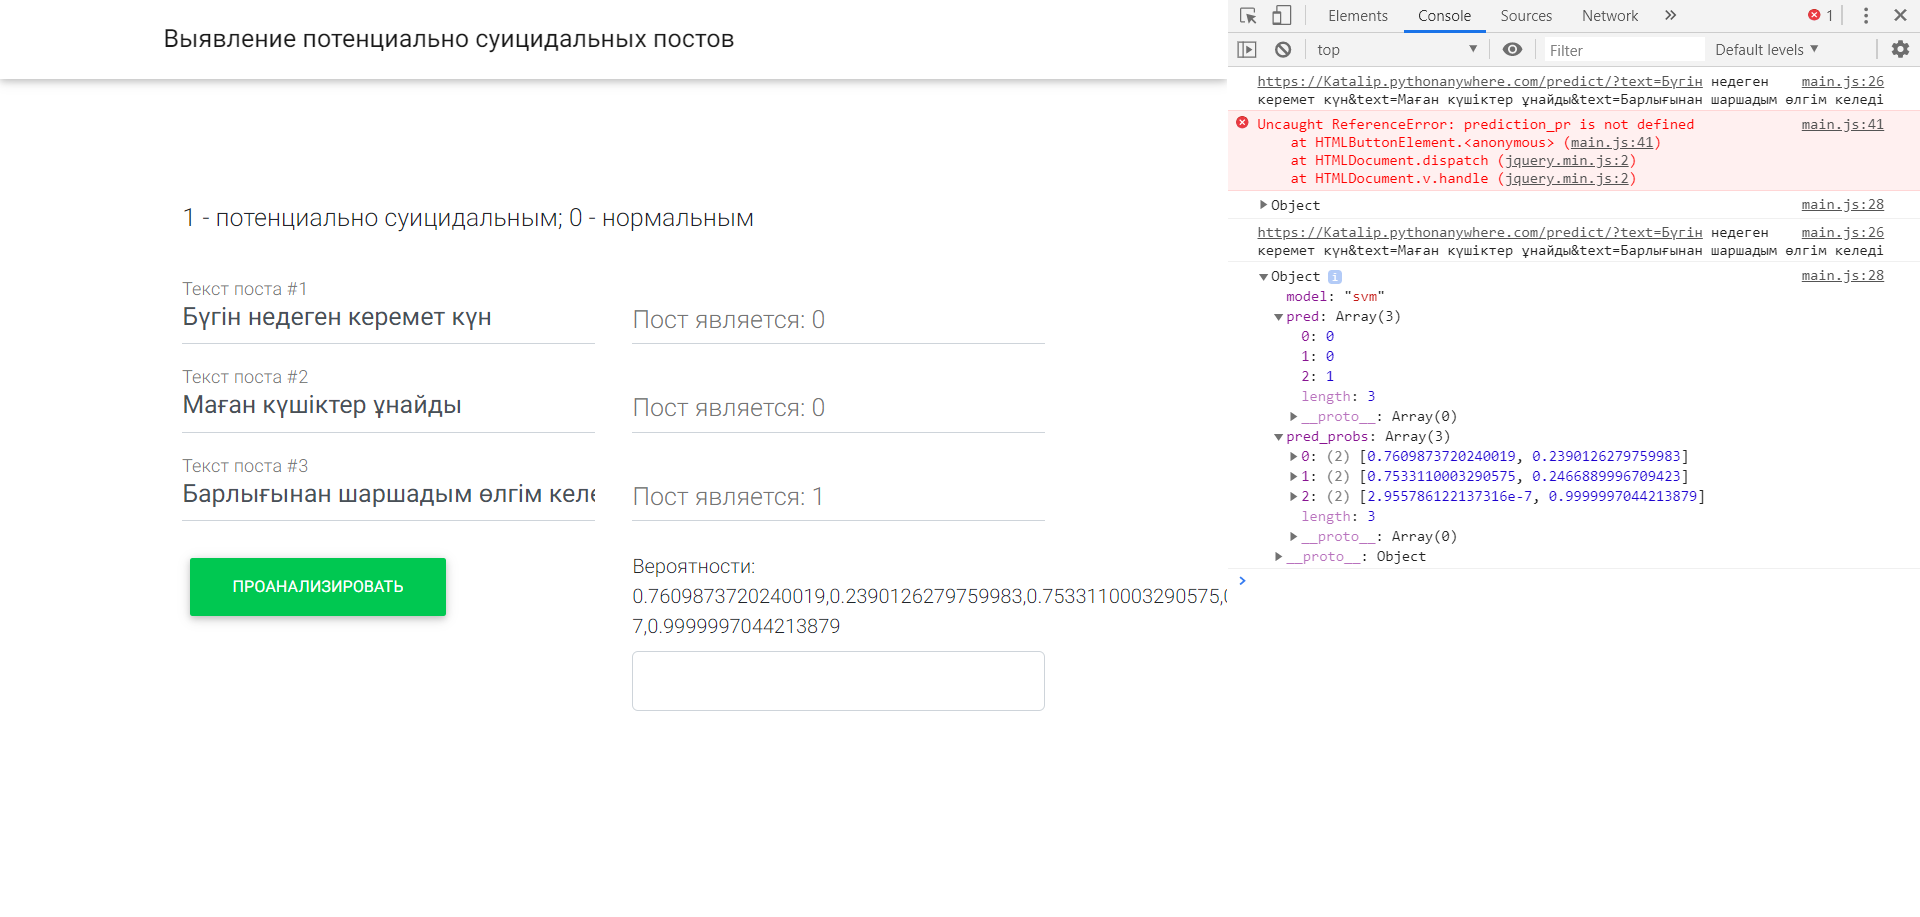 Выявление потенциально суицидальных постов
1 - потенциально суицидальным; 0 - нормальным
Текст поста #1
Бүгін недеген керемет күн
Пост является: 0
Текст поста #2
Маған күшіктер ұнайды
Пост является: 0
Текст поста #3
Барлығынан шаршадым өлгім келе
Пост является: 1
ПРОАНАЛИЗИРОВАТЬ
Вероятности:
0.7609873720240019,0.2390126279759983,0.7533110003290575,
7,0.9999997044213879
Elements Console Sources Network 1
top Filter Default levels
https://Katalip.pythonanywhere.com/predict/?text=Бүгін недеген main.js:26
керемет күн&text=Маған күшіктер ұнайды&text=Барлығынан шаршадым өлгім келеді
Uncaught ReferenceError: prediction_pr is not defined main.js:41
at HTMLButtonElement.<anonymous> (main.js:41)
at HTMLDocument.dispatch (jquery.min.js:2)
at HTMLDocument.v.handle (jquery.min.js:2)
Object main.js:28
https://Katalip.pythonanywhere.com/predict/?text=Бүгін недеген main.js:26
керемет күн&text=Маған күшіктер ұнайды&text=Барлығынан шаршадым өлгім келеді
Object i main.js:28
model: "svm"
pred: Array(3)
0: 0
1: 0
2: 1
length: 3
__proto__: Array(0)
pred_probs: Array(3)
0: (2) [0.7609873720240019, 0.2390126279759983]
1: (2) [0.7533110003290575, 0.2466889996709423]
2: (2) [2.955786122137316e-7, 0.9999997044213879]
length: 3
__proto__: Array(0)
__proto__: Object